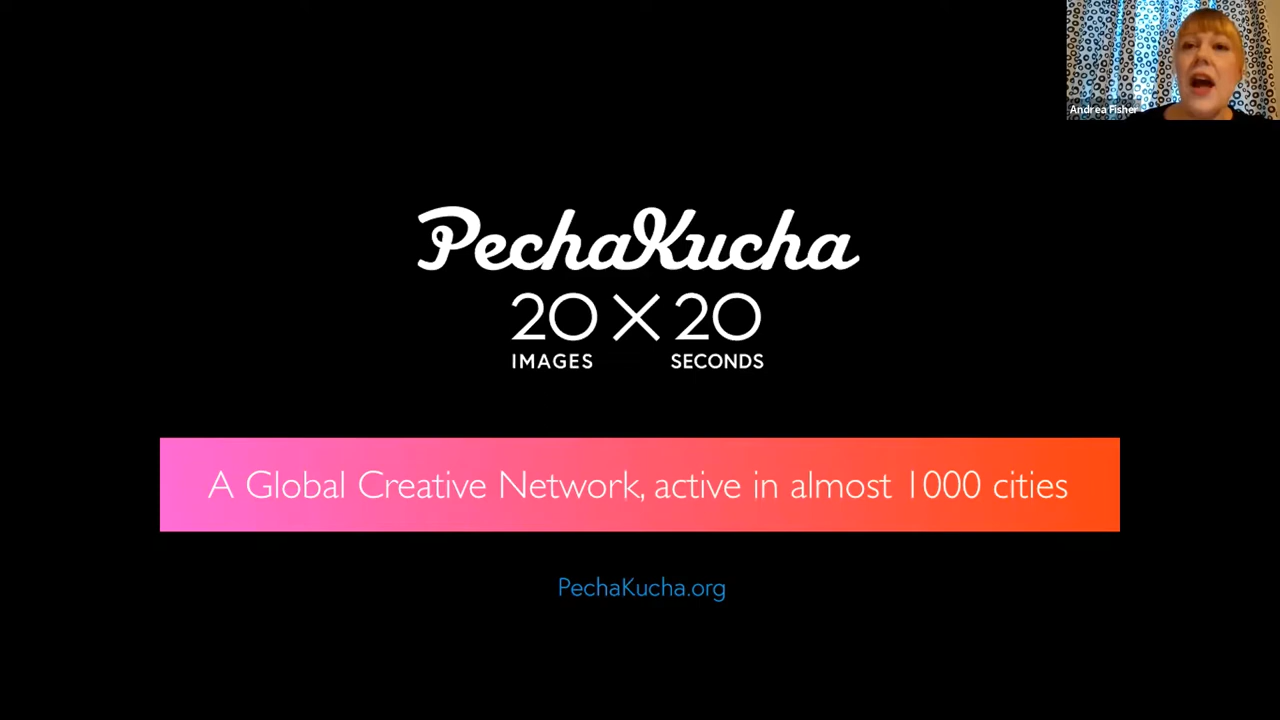 Andrea Fisher
PechaKucha
20 X 20
IMAGES SECONDS
A Global Creative Network, active in almost 1000 cities
PechaKucha.org